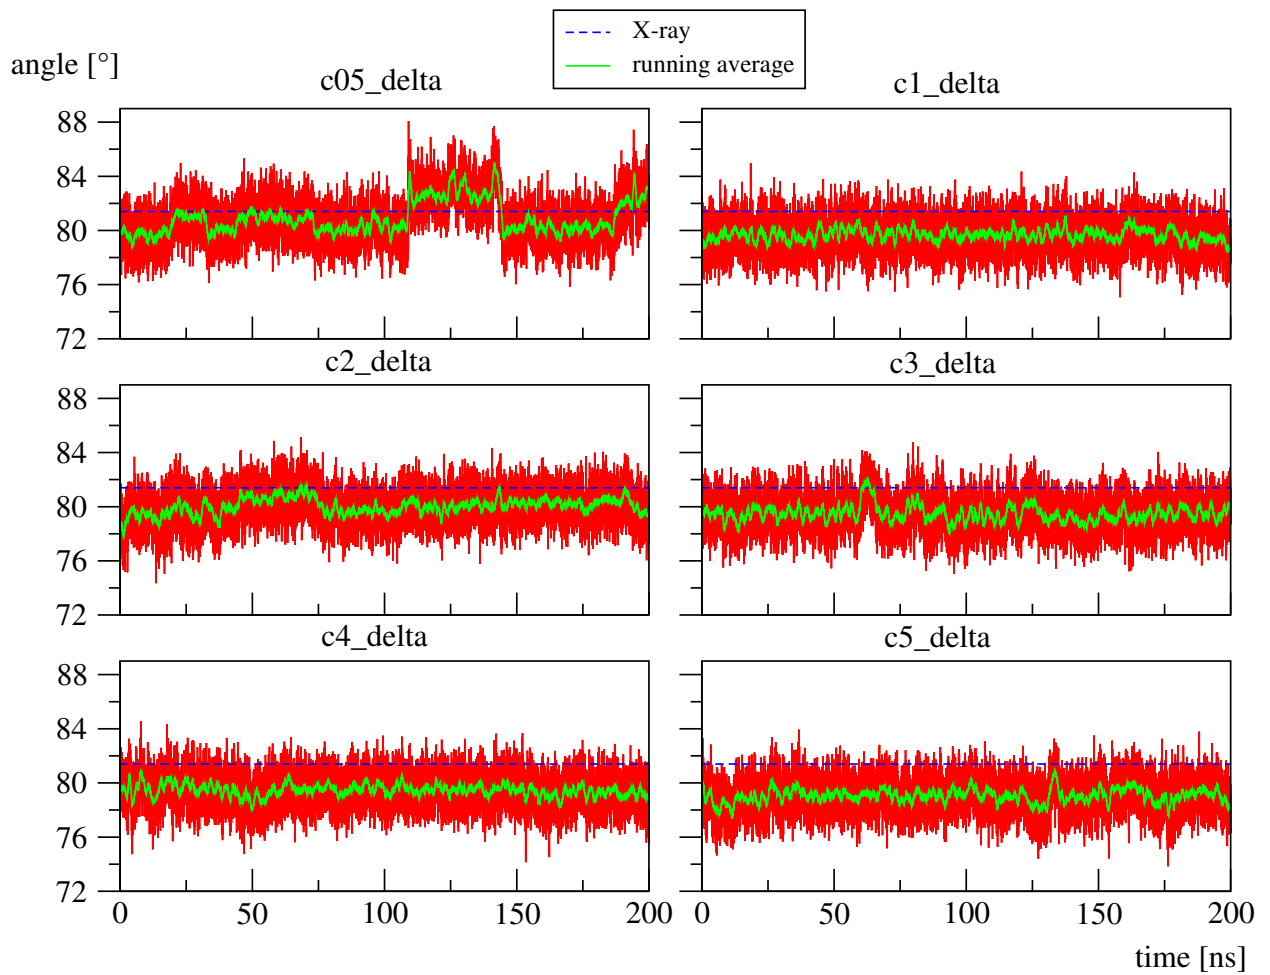 X-ray
running average
angle [°]
c05_delta
c1_delta
88
84
80
76
72
c2_delta
c3_delta
88
84
80
76
72
c4_delta
c5_delta
88
84
80
76
72
0 50 100 150 200
0 50 100 150 200
time [ns]